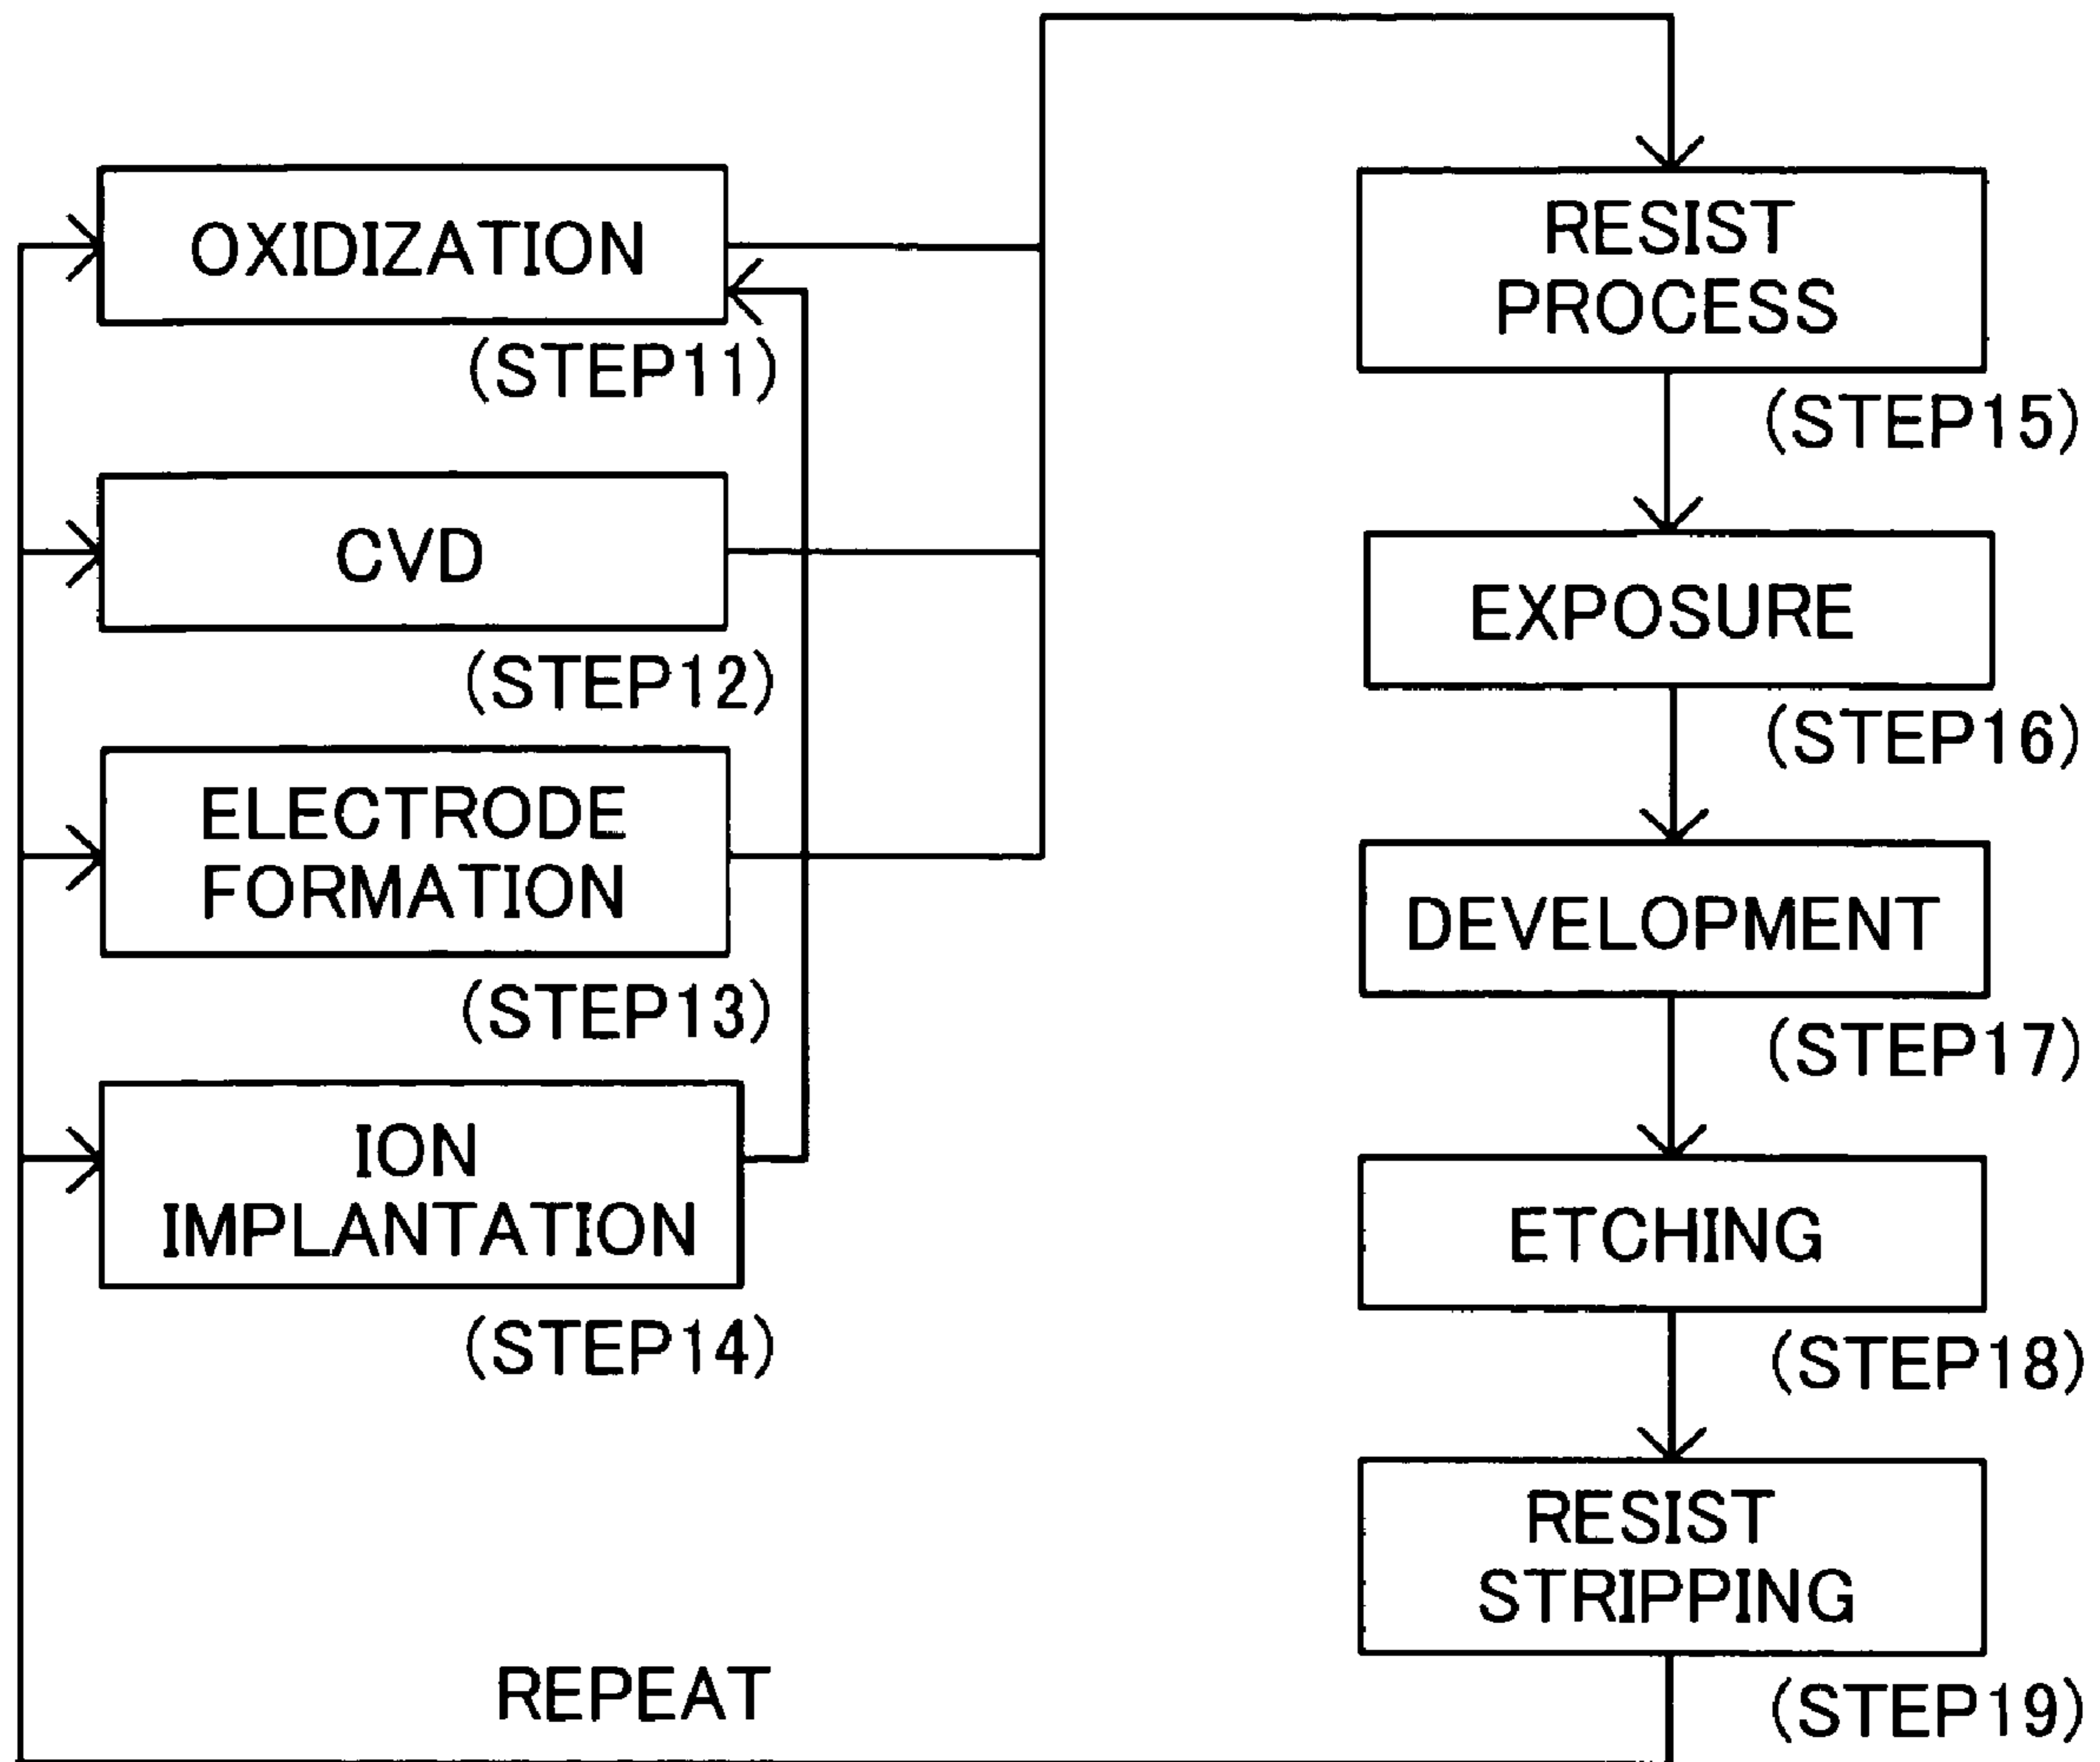 OXIDIZATION
(STEP11)
CVD
(STEP12)
ELECTRODE
FORMATION
(STEP13)
ION
IMPLANTATION
(STEP14)
RESIST
PROCESS
(STEP15)
EXPOSURE
(STEP16)
DEVELOPMENT
(STEP17)
ETCHING
(STEP18)
RESIST
STRIPPING
(STEP19)
REPEAT